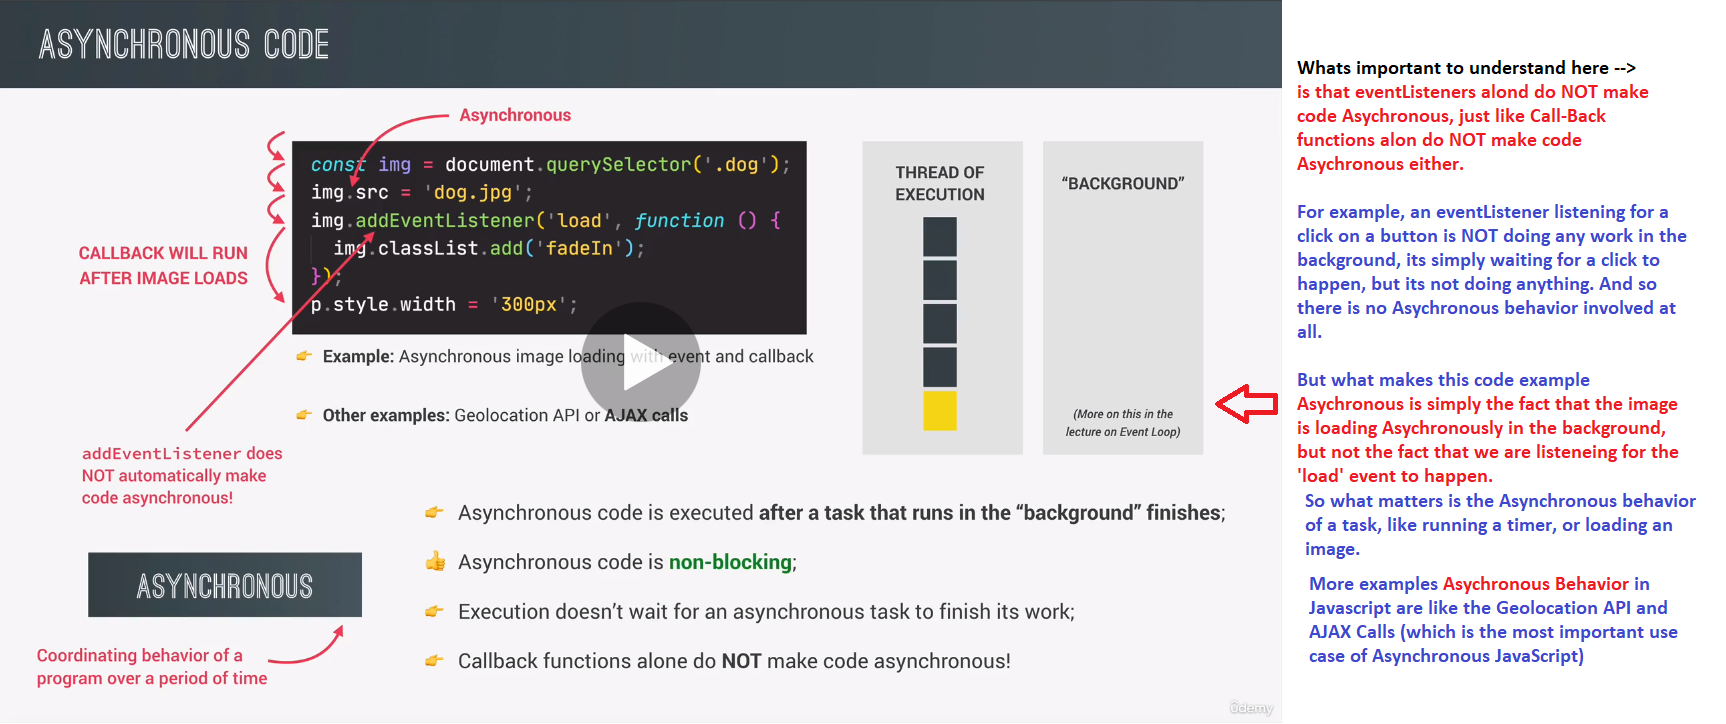 ASYNCHRONOUS CODE
Asynchronous
const img = document.querySelector('.dog');
img.src = 'dog.jpg';
img.addEventListener('load', function () {
img.classList.add('fadeIn');
});
p.style.width = '300px';
CALLBACK WILL RUN
AFTER IMAGE LOADS
👉 Example: Asynchronous image loading with event and callback
👉 Other examples: Geolocation API or AJAX calls
addEventListener does
NOT automatically make
code asynchronous!
THREAD OF
EXECUTION
“BACKGROUND”
(More on this in the
lecture on Event Loop)
👉 Asynchronous code is executed after a task that runs in the “background” finishes;
👍 Asynchronous code is non-blocking;
👉 Execution doesn’t wait for an asynchronous task to finish its work;
👉 Callback functions alone do NOT make code asynchronous!
ASYNCHRONOUS
Coordinating behavior of a
program over a period of time
ûdemy
Whats important to understand here -->
is that eventListeners alond do NOT make
code Asychronous, just like Call-Back
functions alon do NOT make code
Asychronous either.
For example, an eventListener listening for a
click on a button is NOT doing any work in the
background, its simply waiting for a click to
happen, but its not doing anything. And so
there is no Asychronous behavior involved at
all.
But what makes this code example
Asychronous is simply the fact that the image
is loading Asychronously in the background,
but not the fact that we are listeneing for the
'load' event to happen.
So what matters is the Asynchronous behavior
of a task, like running a timer, or loading an
image.
More examples Asychronous Behavior in
Javascript are like the Geolocation API and
AJAX Calls (which is the most important use
case of Asynchronous JavaScript)